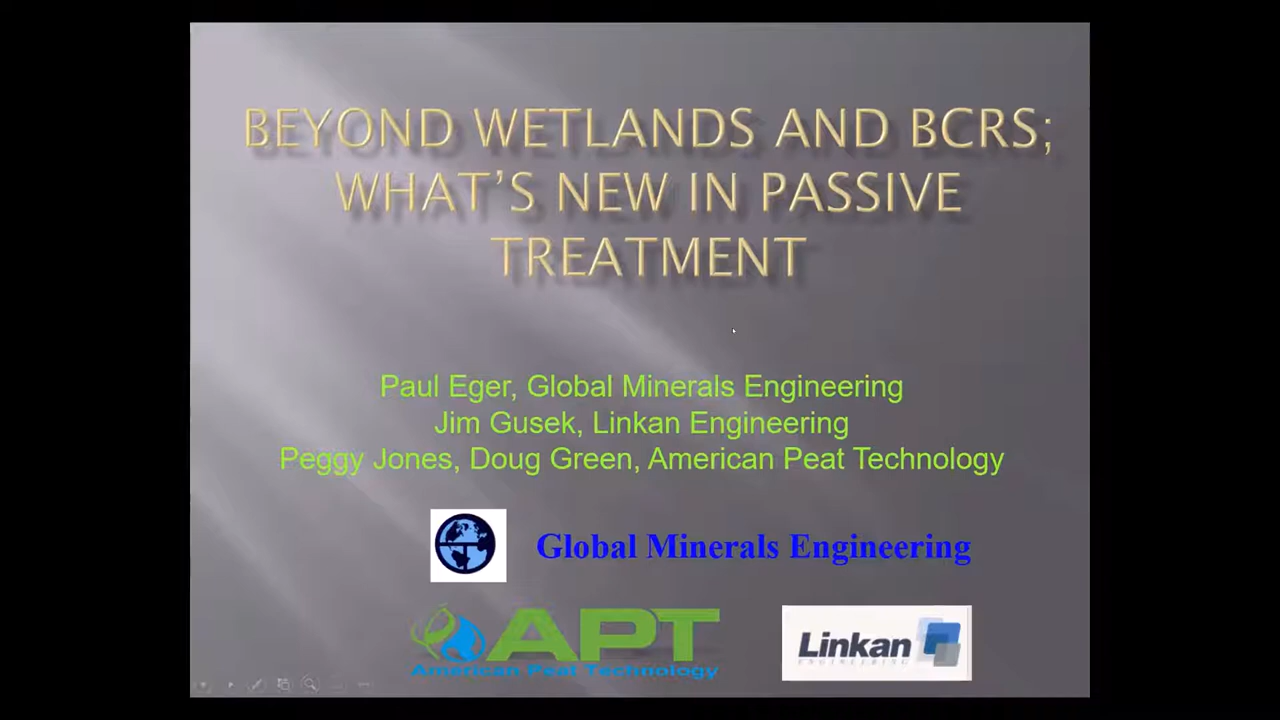 BEYOND WETLANDS AND BCRS;
WHAT'S NEW IN PASSIVE
TREATMENT
Paul Eger, Global Minerals Engineering
Jim Gusek, Linkan Engineering
Peggy Jones, Doug Green, American Peat Technology
Global Minerals Engineering
APT
American Peat Technology
Linkan
ENGINEERING